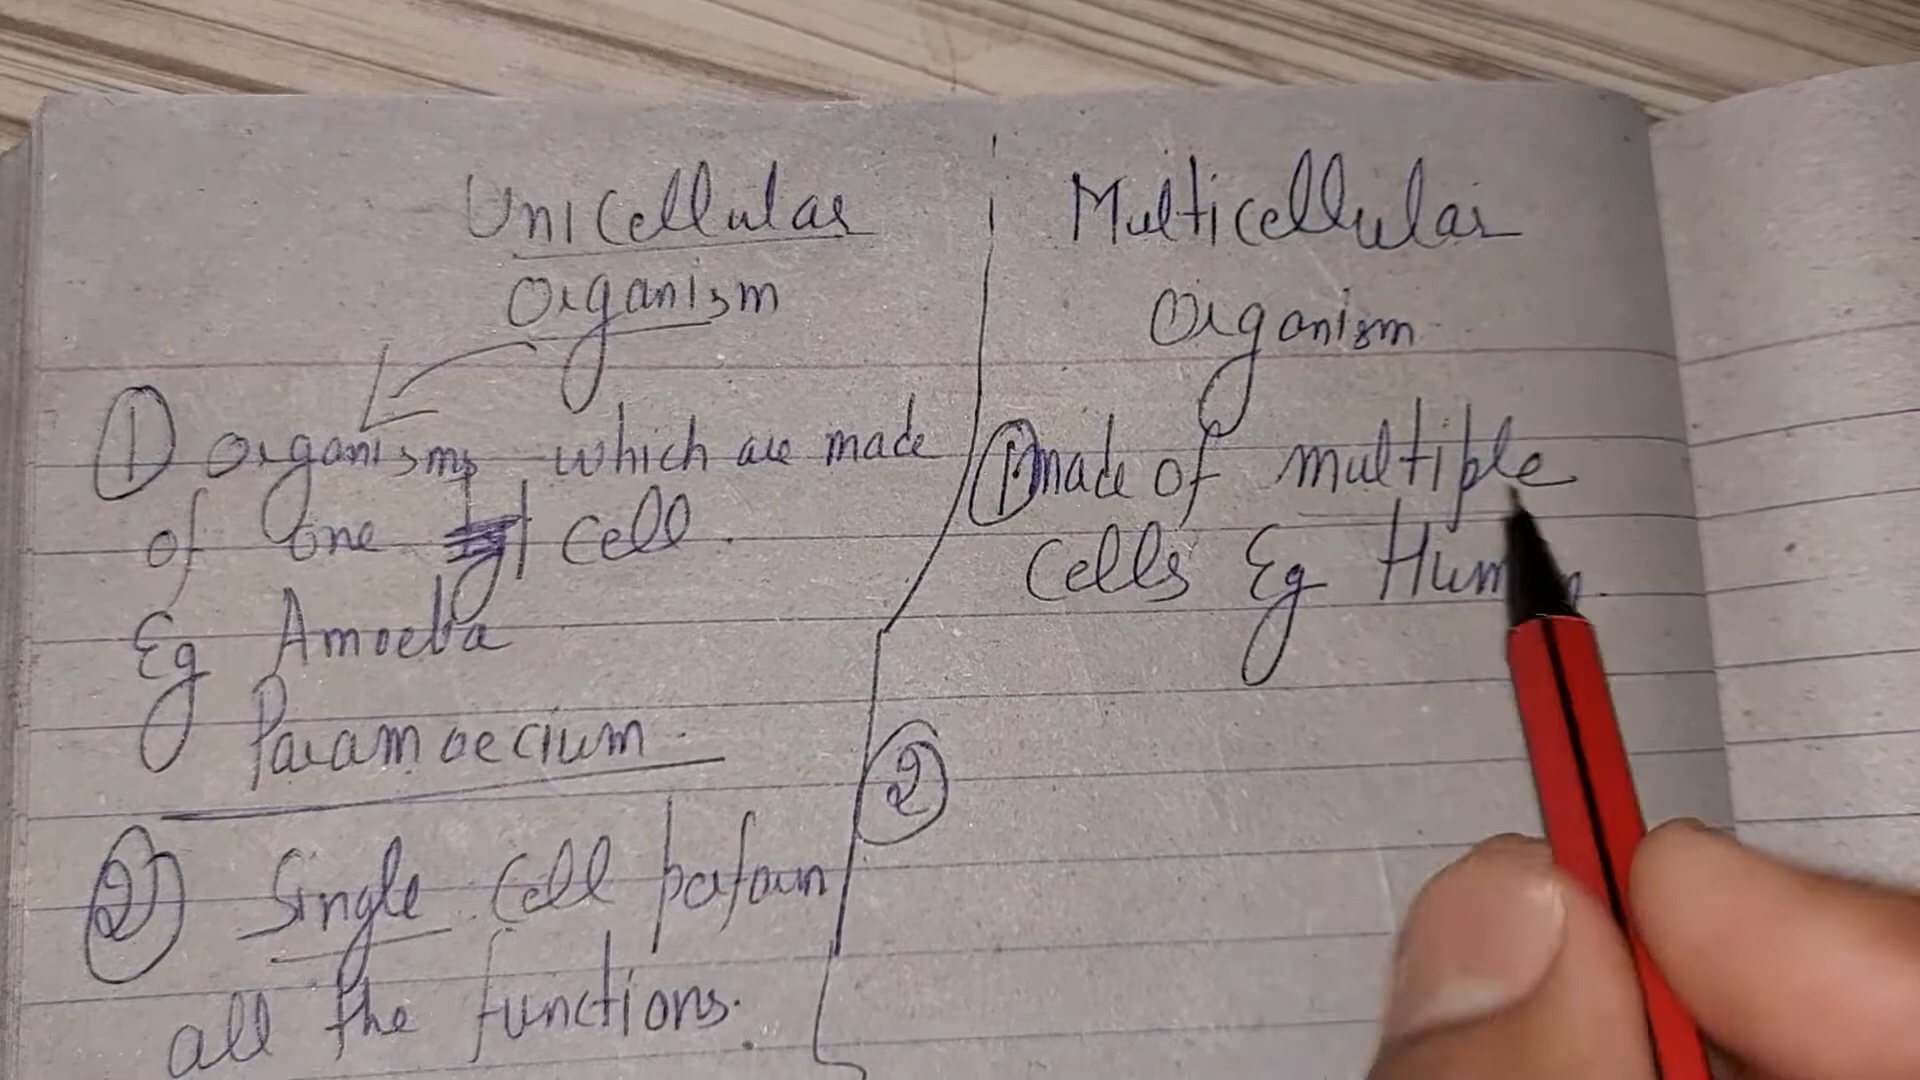 Unicellular
Organism
① Organisms which are made
of one cell.
Eg Amoeba
Paramoecium.
② Single cell perform
all the functions.
Multicellular
Organism
① made of multiple
cells Eg Human.
②